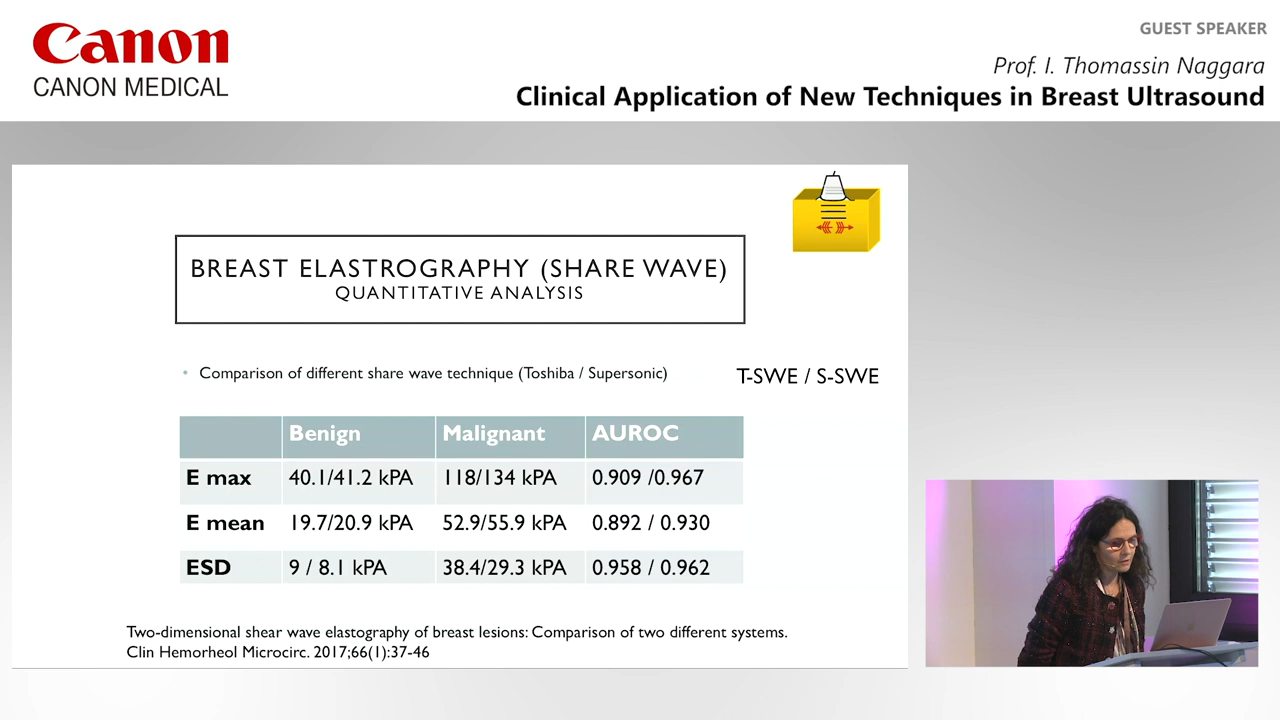 Canon
CANON MEDICAL
GUEST SPEAKER
Prof. I. Thomassin Naggara
Clinical Application of New Techniques in Breast Ultrasound
BREAST ELASTROGRAPHY (SHARE WAVE)
QUANTITATIVE ANALYSIS
• Comparison of different share wave technique (Toshiba / Supersonic)
T-SWE / S-SWE
Benign Malignant AUROC
E max 40.1/41.2 kPA 118/134 kPA 0.909 /0.967
E mean 19.7/20.9 kPA 52.9/55.9 kPA 0.892 / 0.930
ESD 9 / 8.1 kPA 38.4/29.3 kPA 0.958 / 0.962
Two-dimensional shear wave elastography of breast lesions: Comparison of two different systems.
Clin Hemorheol Microcirc. 2017;66(1):37-46